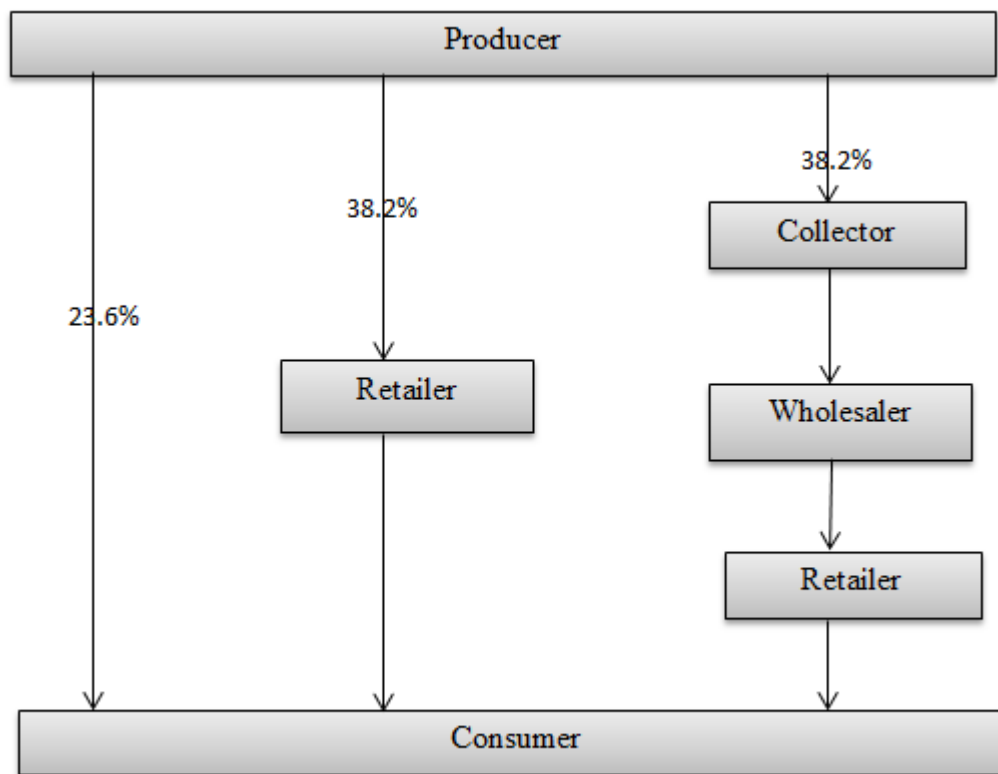 Producer
38.2%
38.2%
Collector
23.6%
Retailer
Wholesaler
Retailer
Consumer